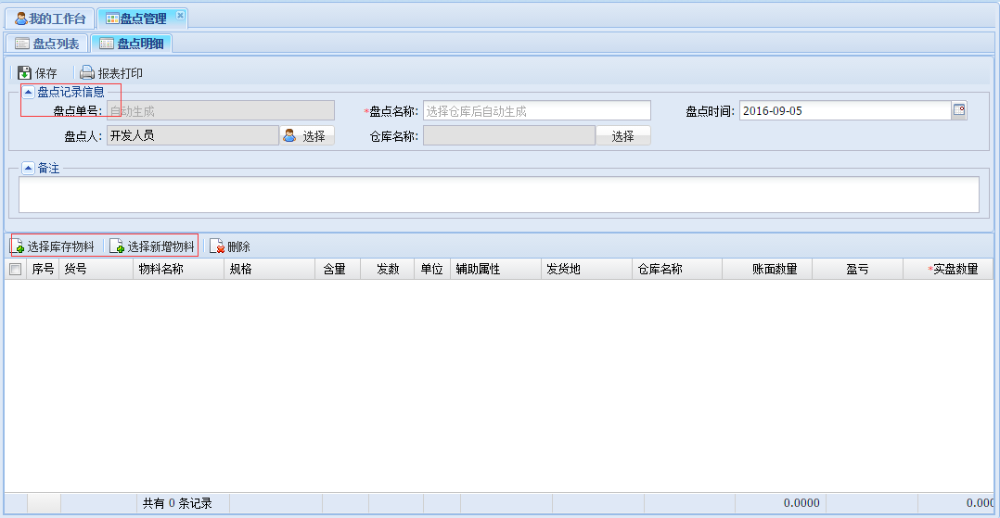 我的工作台 盘点管理
盘点列表 盘点明细
保存 报表打印
盘点记录信息
盘点单号: 自动生成 *盘点名称: 选择仓库后自动生成 盘点时间: 2016-09-05
盘点人: 开发人员 选择 仓库名称: 选择
备注
选择库存物料 选择新增物料 删除
序号 货号 物料名称 规格 含量 发数 单位 辅助属性 发货地 仓库名称 账面数量 盈亏 *实盘数量
共有 0 条记录 0.0000 0.000